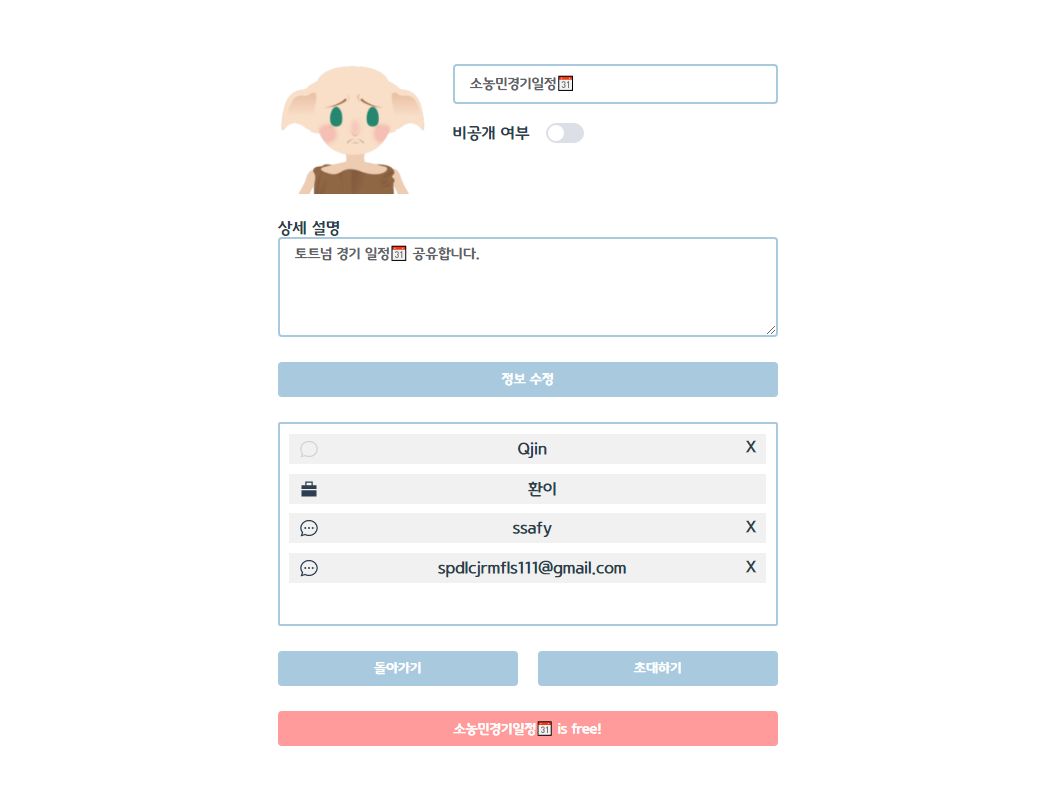 소농민경기일정📅
비공개 여부
상세 설명
토트넘 경기 일정📅 공유합니다.
정보 수정
Qjin X
환이
ssafy X
spdlcjrmfls111@gmail.com X
돌아가기 초대하기
소농민경기일정📅 is free!